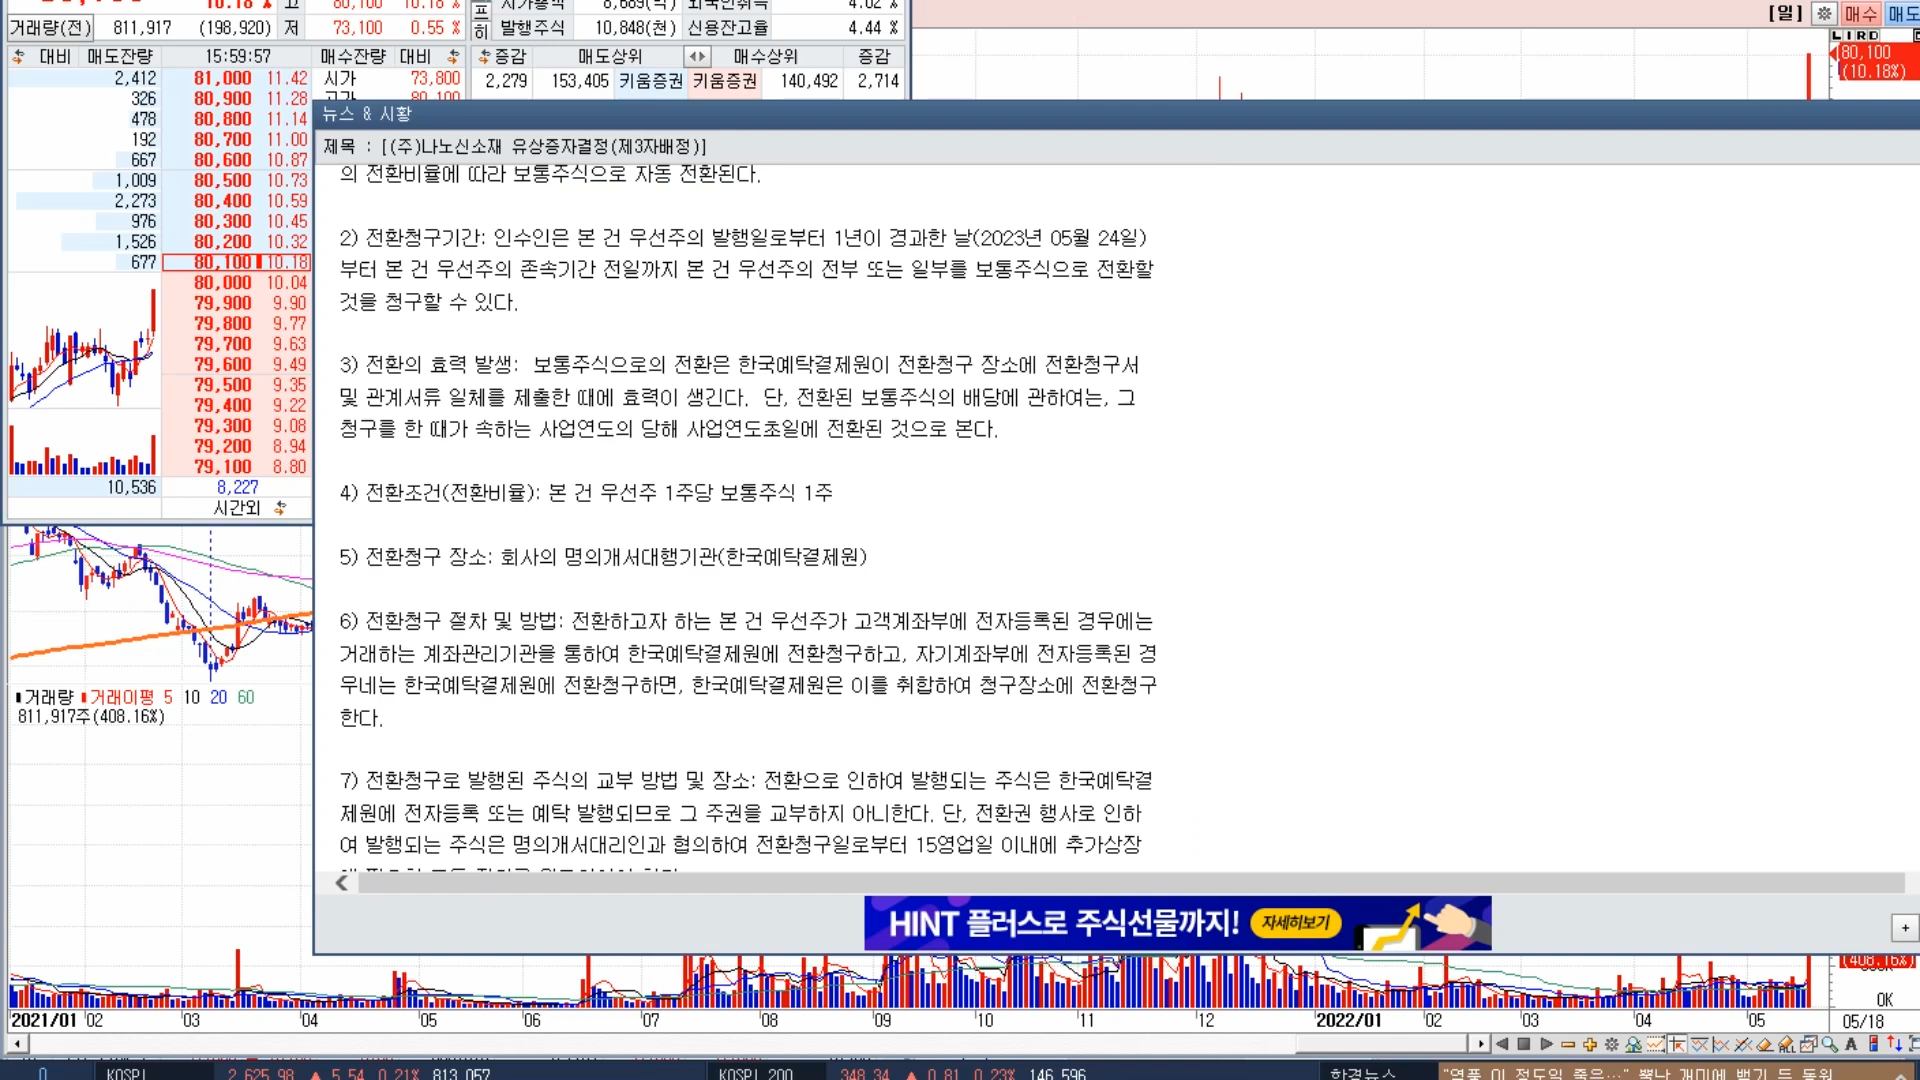 80,100 10.18 %
4.02 %
[일] 매수 매도
거래량(전) 811,917 (198,920) 저 73,100 0.55 % 히 발행주식 10,848(천) 신용잔고율 4.44 %
대비 매도잔량 15:59:57 매수잔량 대비 증감 매도상위 매수상위 증감
2,412 81,000 11.42 시가 73,800 2,279 153,405 키움증권 키움증권 140,492 2,714
326 80,900 11.28 고가 80,100
478 80,800 11.14
192 80,700 11.00
667 80,600 10.87
1,009 80,500 10.73
2,273 80,400 10.59
976 80,300 10.45
1,526 80,200 10.32
677 80,100 10.18
80,000 10.04
79,900 9.90
79,800 9.77
79,700 9.63
79,600 9.49
79,500 9.35
79,400 9.22
79,300 9.08
79,200 8.94
79,100 8.80
10,536 8,227
시간외
뉴스 & 시황
제목 : [(주)나노신소재 유상증자결정(제3자배정)]
의 전환비율에 따라 보통주식으로 자동 전환된다.
2) 전환청구기간: 인수인은 본 건 우선주의 발행일로부터 1년이 경과한 날(2023년 05월 24일)
부터 본 건 우선주의 존속기간 전일까지 본 건 우선주의 전부 또는 일부를 보통주식으로 전환할
것을 청구할 수 있다.
3) 전환의 효력 발생: 보통주식으로의 전환은 한국예탁결제원이 전환청구 장소에 전환청구서
및 관계서류 일체를 제출한 때에 효력이 생긴다. 단, 전환된 보통주식의 배당에 관하여는, 그
청구를 한 때가 속하는 사업연도의 당해 사업연도초일에 전환된 것으로 본다.
4) 전환조건(전환비율): 본 건 우선주 1주당 보통주식 1주
5) 전환청구 장소: 회사의 명의개서대행기관(한국예탁결제원)
6) 전환청구 절차 및 방법: 전환하고자 하는 본 건 우선주가 고객계좌부에 전자등록된 경우에는
거래하는 계좌관리기관을 통하여 한국예탁결제원에 전환청구하고, 자기계좌부에 전자등록된 경
우네는 한국예탁결제원에 전환청구하면, 한국예탁결제원은 이를 취합하여 청구장소에 전환청구
한다.
7) 전환청구로 발행된 주식의 교부 방법 및 장소: 전환으로 인하여 발행되는 주식은 한국예탁결
제원에 전자등록 또는 예탁 발행되므로 그 주권을 교부하지 아니한다. 단, 전환권 행사로 인하
여 발행되는 주식은 명의개서대리인과 협의하여 전환청구일로부터 15영업일 이내에 추가상장
HINT 플러스로 주식선물까지! 자세히보기
80,100
(10.18%)
거래량 거래이평 5 10 20 60
811,917주(408.16%)
(408.16%)
0K
2021/01 02 03 04 05 06 07 08 09 10 11 12 2022/01 02 03 04 05 05/18
A
KOSPI 2,625.98 ▲ 5.54 0.21% 813,057 KOSPI 200 348.34 ▲ 0.81 0.23% 146,596 한경뉴스